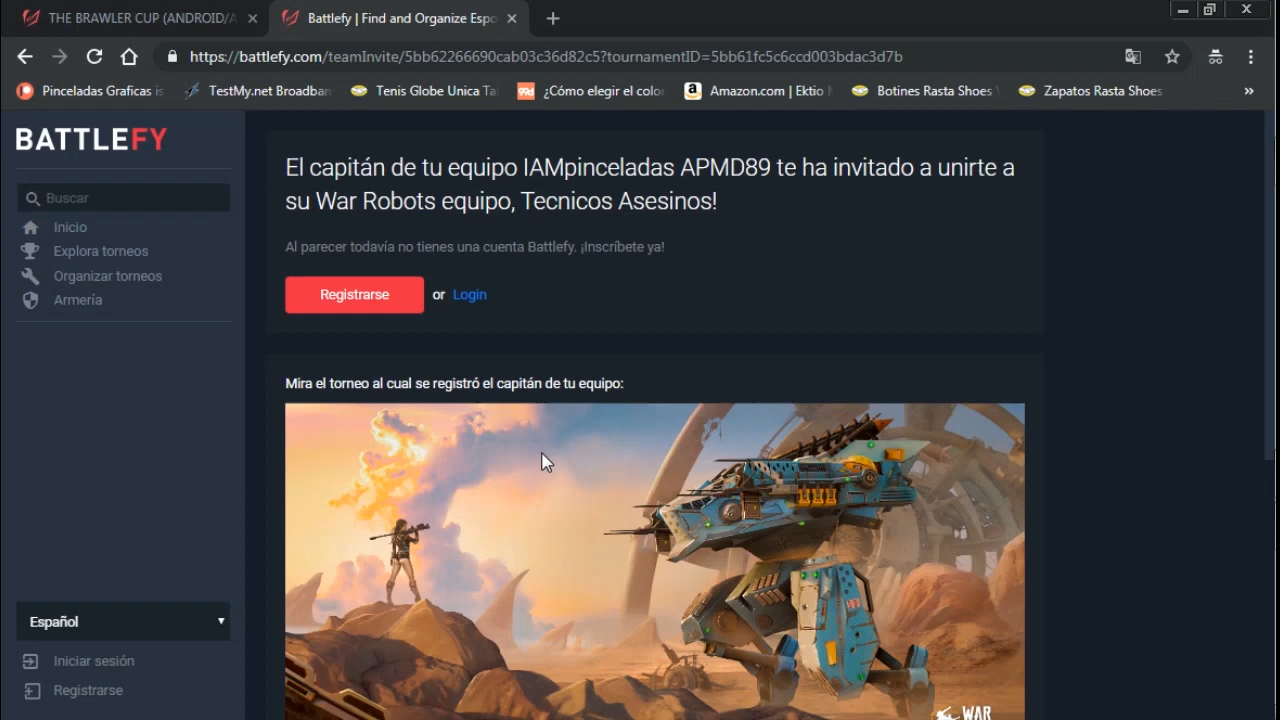 THE BRAWLER CUP (ANDROID/A
Battlefy | Find and Organize Espo
https://battlefy.com/teamInvite/5bb62266690cab03c36d82c5?tournamentID=5bb61fc5c6ccd003bdac3d7b
Pinceladas Graficas is
TestMy.net Broadban
Tenis Globe Unica Ta
99d
¿Cómo elegir el colo
Amazon.com | Ektio
Botines Rasta Shoes
Zapatos Rasta Shoes
»
BATTLEFY
Buscar
Inicio
Explora torneos
Organizar torneos
Armería
El capitán de tu equipo IAMpinceladas APMD89 te ha invitado a unirte a
su War Robots equipo, Tecnicos Asesinos!
Al parecer todavía no tienes una cuenta Battlefy. ¡Inscríbete ya!
Registrarse or Login
Mira el torneo al cual se registró el capitán de tu equipo:
WAR
Español
Iniciar sesión
Registrarse